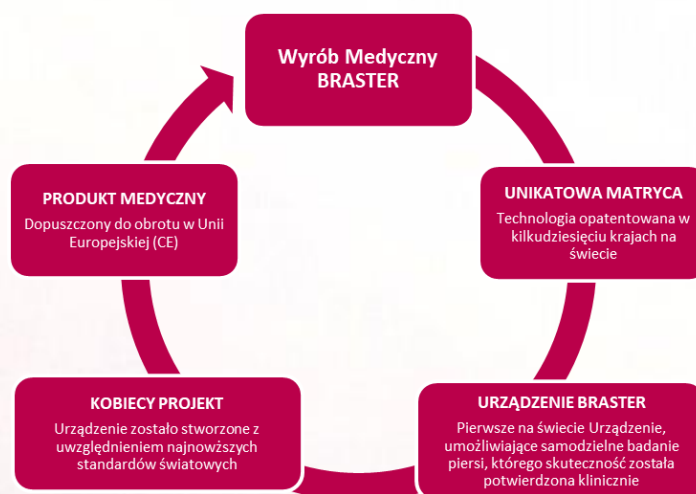 Wyrób Medyczny
BRASTER
UNIKATOWA MATRYCA
Technologia opatentowana w
kilkudziesięciu krajach na
świecie
URZĄDZENIE BRASTER
Pierwsze na świecie Urządzenie,
umożliwiające samodzielne badanie
piersi, którego skuteczność została
potwierdzona klinicznie
KOBIECY PROJEKT
Urządzenie zostało stworzone z
uwzględnieniem najnowższych
standardów światowych
PRODUKT MEDYCZNY
Dopuszczony do obrotu w Unii
Europejskiej (CE)